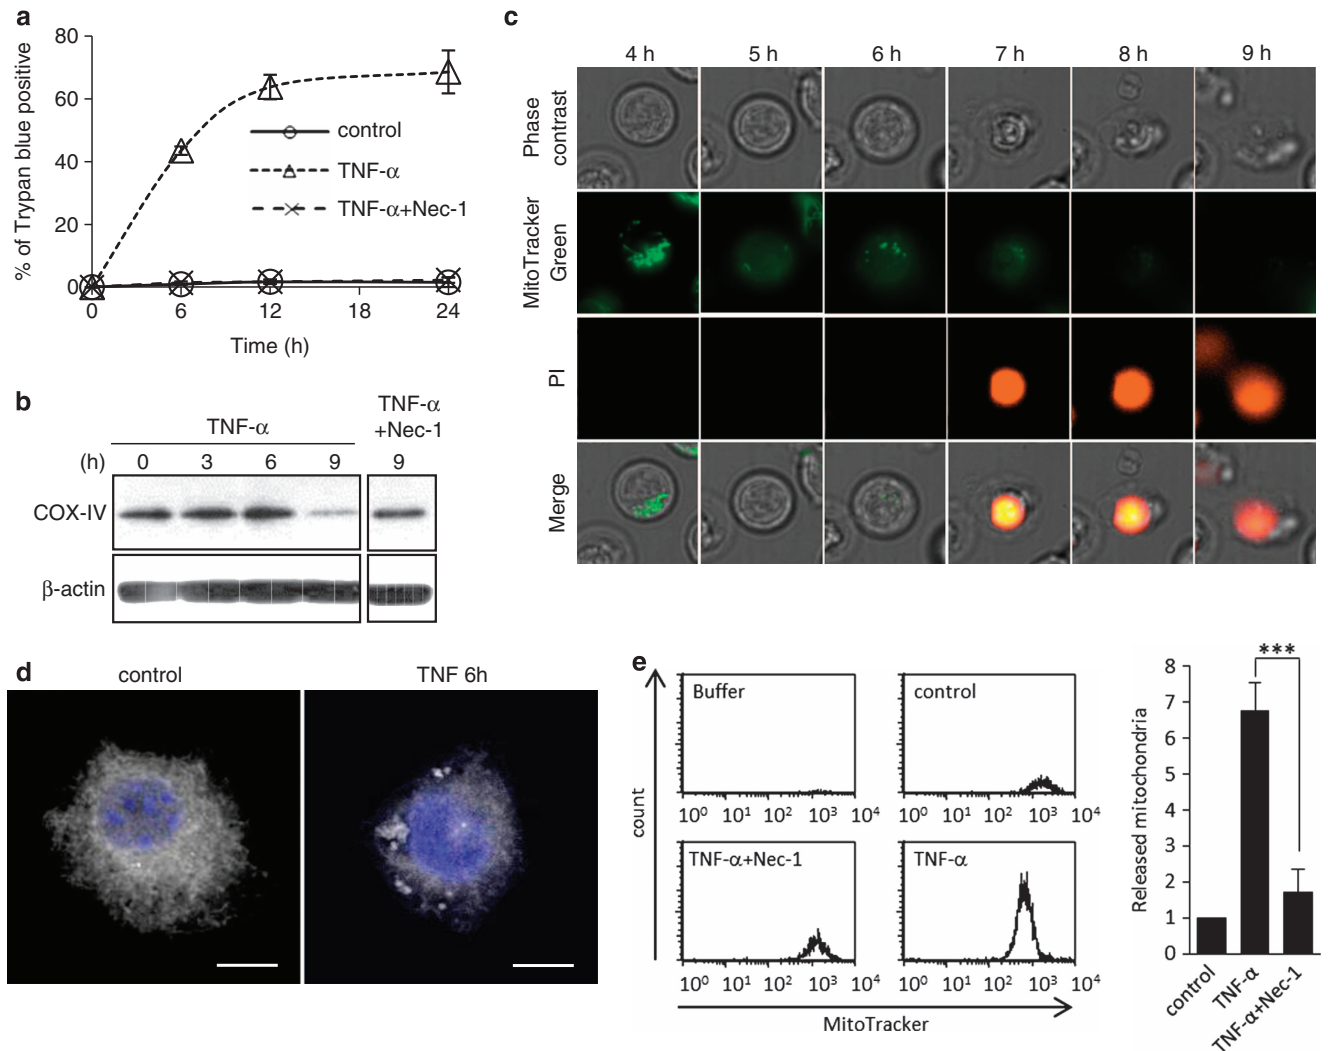 a
80
60
40
20
0
% of Trypan blue positive
control
TNF-α
TNF-α+Nec-1
0 6 12 24
Time (h)
b
TNF-α
TNF-α
+Nec-1
(h) 0 3 6 9 9
COX-IV
β-actin
c
4 h 5 h 6 h 7 h 8 h 9 h
Phase
contrast
MitoTracker
Green
PI
Merge
d
control TNF 6h
e
Buffer
10⁰ 10¹ 10² 10³ 10⁴
control
10⁰ 10¹ 10² 10³ 10⁴
TNF-α+Nec-1
10⁰ 10¹ 10² 10³ 10⁴
TNF-α
10⁰ 10¹ 10² 10³ 10⁴
count
MitoTracker
***
8
7
6
5
4
3
2
1
0
Released mitochondria
control
TNF-α
TNF-α+Nec-1